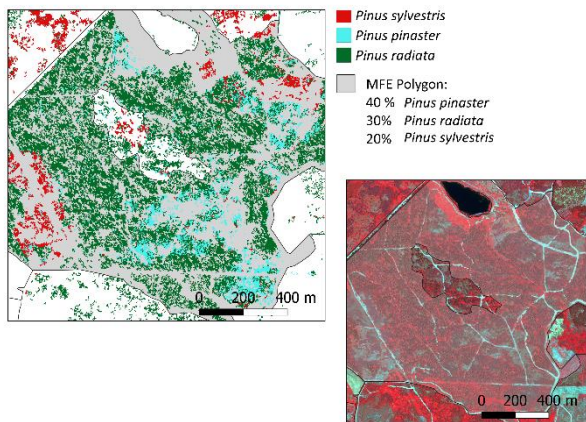 Pinus sylvestris
Pinus pinaster
Pinus radiata
MFE Polygon:
40 % Pinus pinaster
30% Pinus radiata
20% Pinus sylvestris
0 200 400 m
0 200 400 m